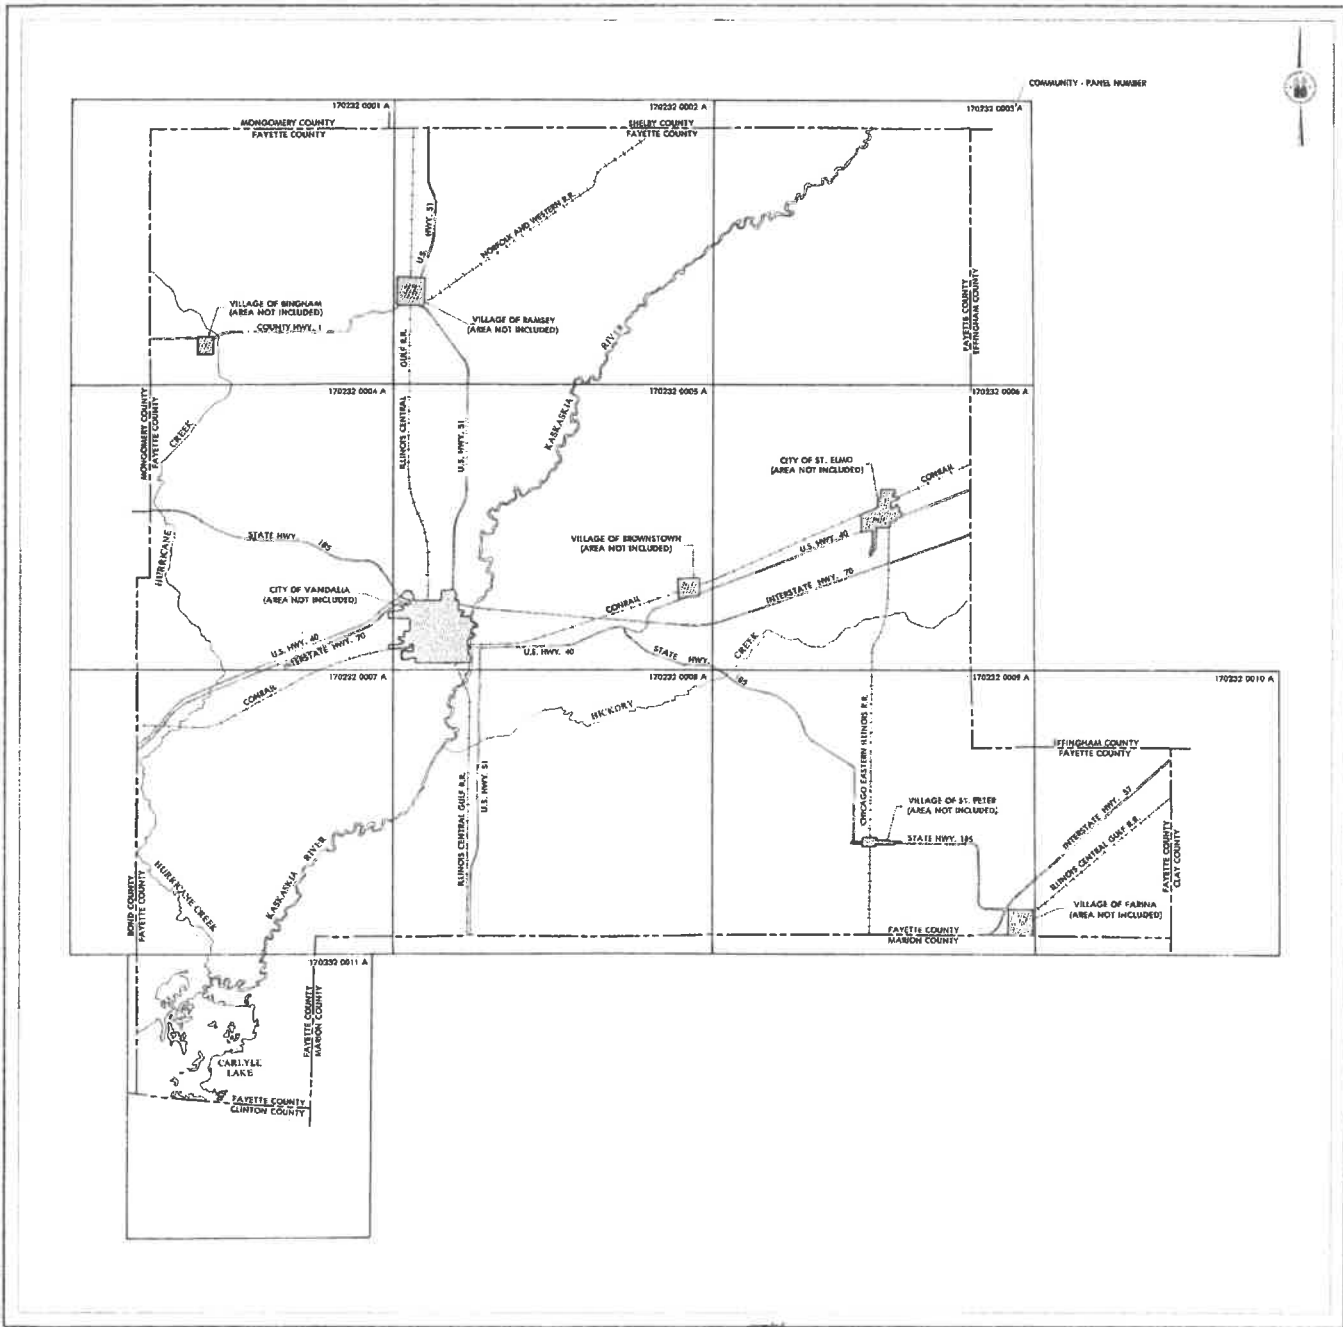 COMMUNITY - PANEL NUMBER
170232 0001 A
170232 0002 A
170232 0003 A
MONGOMERY COUNTY
FAYETTE COUNTY
SHELBY COUNTY
FAYETTE COUNTY
U.S. HWY. 51
NORFOLK AND WESTERN R.R.
VILLAGE OF BINGHAM
(AREA NOT INCLUDED)
COUNTY HWY. 1
VILLAGE OF RAMSEY
(AREA NOT INCLUDED)
ILLINOIS CENTRAL GULF R.R.
KASKASKIA RIVER
FAYETTE COUNTY
EFFINGHAM COUNTY
170232 0004 A
170232 0005 A
170232 0006 A
MONGOMERY COUNTY
FAYETTE COUNTY
HURRICANE CREEK
U.S. HWY. 51
CITY OF ST. ELMO
(AREA NOT INCLUDED)
CONRAIL
STATE HWY. 185
VILLAGE OF BROWNSTOWN
(AREA NOT INCLUDED)
U.S. HWY. 40
INTERSTATE HWY. 70
CITY OF VANDALIA
(AREA NOT INCLUDED)
CONRAIL
U.S. HWY. 40
INTERSTATE HWY. 70
U.S. HWY. 40
STATE HWY. 185
CONRAIL
170232 0007 A
170232 0008 A
170232 0009 A
170232 0010 A
HICKORY CREEK
EFFINGHAM COUNTY
FAYETTE COUNTY
U.S. HWY. 51
ILLINOIS CENTRAL GULF R.R.
CHICAGO EASTERN ILLINOIS R.R.
VILLAGE OF ST. PETER
(AREA NOT INCLUDED)
STATE HWY. 185
INTERSTATE HWY. 57
ILLINOIS CENTRAL GULF R.R.
FAYETTE COUNTY
CLAY COUNTY
HURRICANE CREEK
KASKASKIA RIVER
BOND COUNTY
FAYETTE COUNTY
VILLAGE OF FARINA
(AREA NOT INCLUDED)
FAYETTE COUNTY
MARION COUNTY
170232 0011 A
FAYETTE COUNTY
MARION COUNTY
CARLYLE
LAKE
FAYETTE COUNTY
CLINTON COUNTY